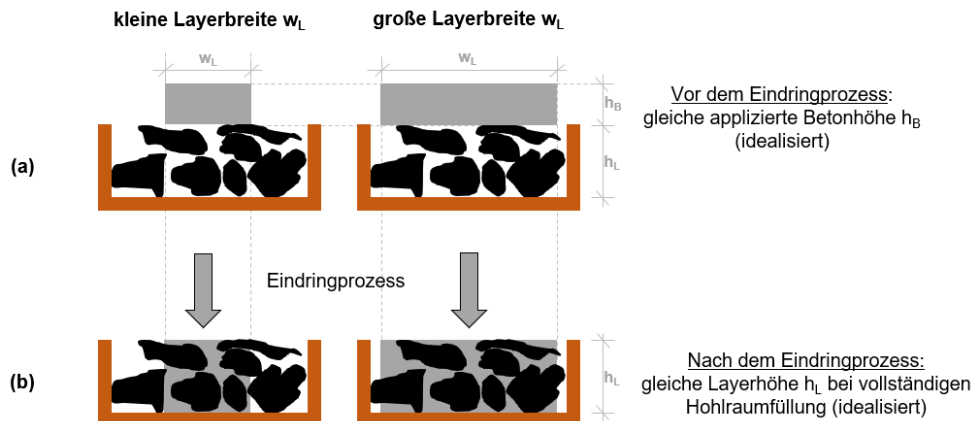 kleine Layerbreite wL
große Layerbreite wL
wL
wL
hB
Vor dem Eindringprozess:
gleiche applizierte Betonhöhe hB
(idealisiert)
(a)
hL
Eindringprozess
(b)
hL
Nach dem Eindringprozess:
gleiche Layerhöhe hL bei vollständigen
Hohlraumfüllung (idealisiert)